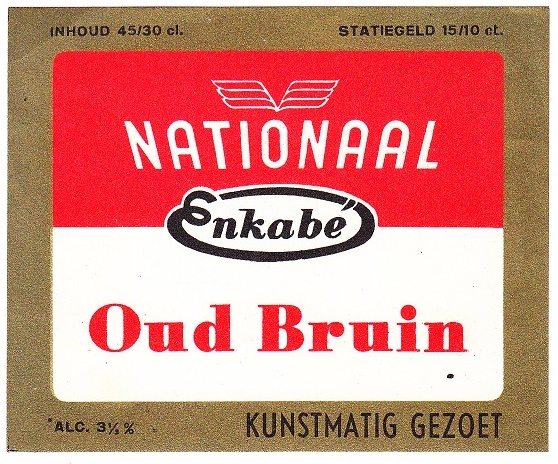 INHOUD 45/30 cl. STATIEGELD 15/10 ct.
NATIONAAL
Enkabé
Oud Bruin
ALC. 3½ % KUNSTMATIG GEZOET